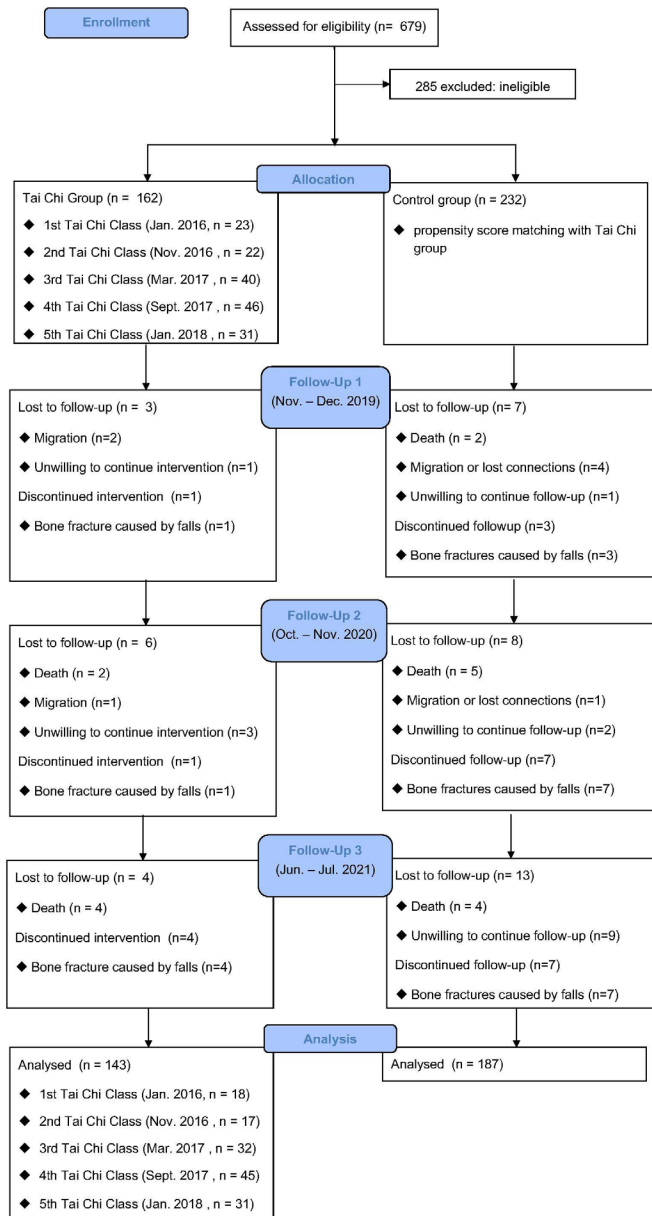 Enrollment
Assessed for eligibility (n= 679)
285 excluded: ineligible
Allocation
Tai Chi Group (n = 162)
◆ 1st Tai Chi Class (Jan. 2016, n = 23)
◆ 2nd Tai Chi Class (Nov. 2016 , n = 22)
◆ 3rd Tai Chi Class (Mar. 2017 , n = 40)
◆ 4th Tai Chi Class (Sept. 2017 , n = 46)
◆ 5th Tai Chi Class (Jan. 2018 , n = 31)
Control group (n = 232)
◆ propensity score matching with Tai Chi
group
Follow-Up 1
(Nov. – Dec. 2019)
Lost to follow-up (n = 3)
◆ Migration (n=2)
◆ Unwilling to continue intervention (n=1)
Discontinued intervention (n=1)
◆ Bone fracture caused by falls (n=1)
Lost to follow-up (n= 7)
◆ Death (n = 2)
◆ Migration or lost connections (n=4)
◆ Unwilling to continue follow-up (n=1)
Discontinued followup (n=3)
◆ Bone fractures caused by falls (n=3)
Follow-Up 2
(Oct. – Nov. 2020)
Lost to follow-up (n = 6)
◆ Death (n = 2)
◆ Migration (n=1)
◆ Unwilling to continue intervention (n=3)
Discontinued intervention (n=1)
◆ Bone fracture caused by falls (n=1)
Lost to follow-up (n= 8)
◆ Death (n = 5)
◆ Migration or lost connections (n=1)
◆ Unwilling to continue follow-up (n=2)
Discontinued follow-up (n=7)
◆ Bone fractures caused by falls (n=7)
Follow-Up 3
(Jun. – Jul. 2021)
Lost to follow-up (n = 4)
◆ Death (n = 4)
Discontinued intervention (n=4)
◆ Bone fracture caused by falls (n=4)
Lost to follow-up (n = 13)
◆ Death (n = 4)
◆ Unwilling to continue follow-up (n=9)
Discontinued follow-up (n=7)
◆ Bone fractures caused by falls (n=7)
Analysis
Analysed (n = 143)
◆ 1st Tai Chi Class (Jan. 2016, n = 18)
◆ 2nd Tai Chi Class (Nov. 2016 , n = 17)
◆ 3rd Tai Chi Class (Mar. 2017 , n = 32)
◆ 4th Tai Chi Class (Sept. 2017 , n = 45)
◆ 5th Tai Chi Class (Jan. 2018 , n = 31)
Analysed (n = 187)